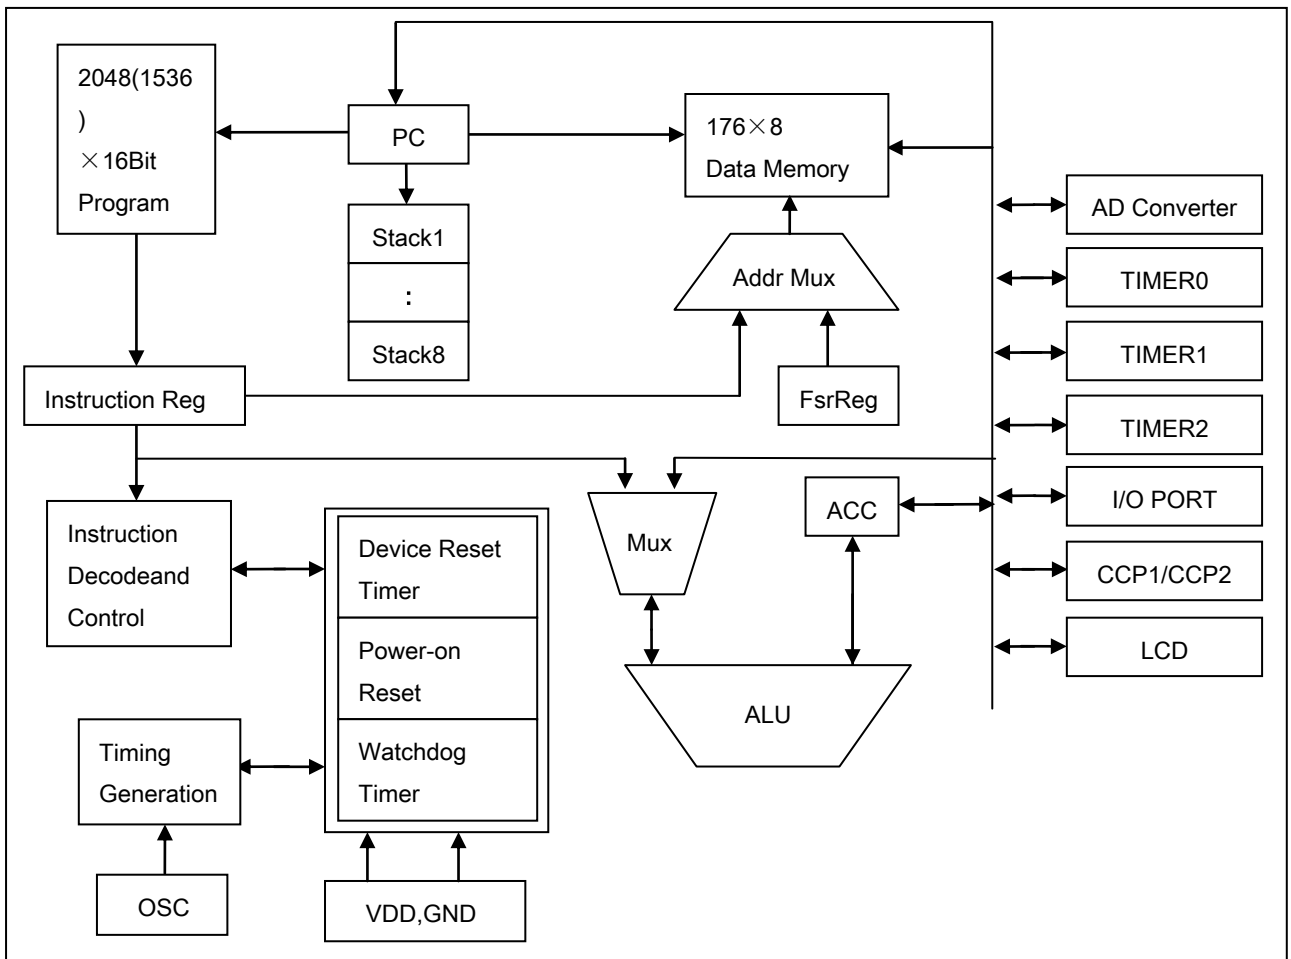 2048(1536
)
×16Bit
Program
PC
176×8
Data Memory
AD Converter
Stack1
:
Stack8
Addr Mux
TIMER0
TIMER1
Instruction Reg
FsrReg
TIMER2
Instruction
Decodeand
Control
Device Reset
Timer
Mux
ACC
I/O PORT
CCP1/CCP2
Power-on
Reset
LCD
ALU
Timing
Generation
Watchdog
Timer
OSC
VDD,GND